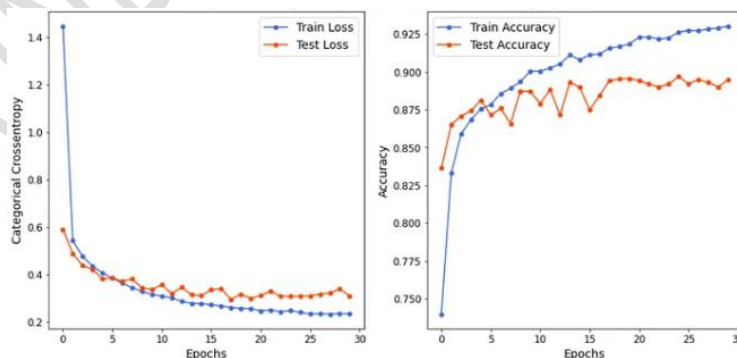 Train Loss
Test Loss
Categorical Crossentropy
1.4
1.2
1.0
0.8
0.6
0.4
0.2
0 5 10 15 20 25 30
Epochs
Train Accuracy
Test Accuracy
Accuracy
0.925
0.900
0.875
0.850
0.825
0.800
0.775
0.750
0 5 10 15 20 25 30
Epochs